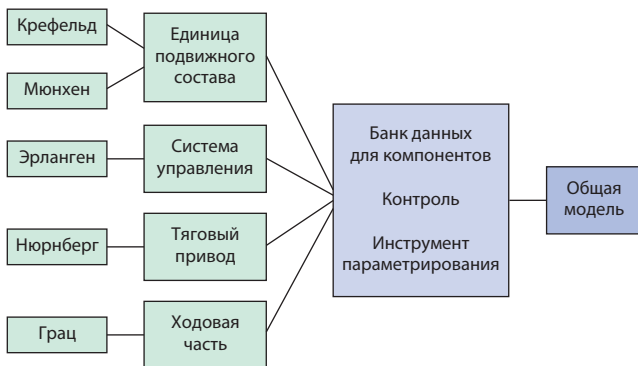 Крефельд
Мюнхен
Единица
подвижного
состава
Эрланген
Система
управления
Нюрнберг
Тяговый
привод
Грац
Ходовая
часть
Банк данных
для компонентов
Контроль
Инструмент
параметрирования
Общая
модель